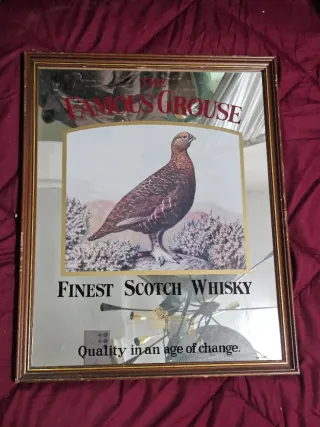 THE
FAMOUS GROUSE
FINEST SCOTCH WHISKY
Quality in an age of change.